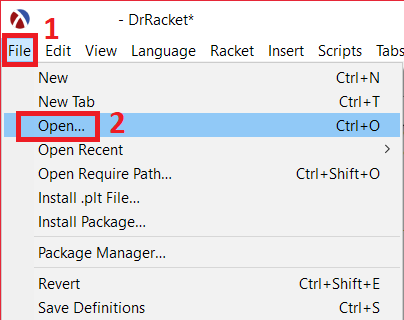 - DrRacket*
1
File Edit View Language Racket Insert Scripts Tabs
New Ctrl+N
New Tab Ctrl+T
Open... 2 Ctrl+O
Open Recent
Open Require Path... Ctrl+Shift+O
Install .plt File...
Install Package...
Package Manager...
Revert Ctrl+Shift+E
Save Definitions Ctrl+S